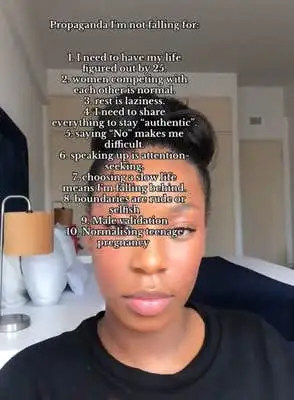 Propaganda I'm not falling for:
1. I need to have my life
figured out by 25.
2. women competing with
each other is normal.
3. rest is laziness.
4. I need to share
everything to stay "authentic".
5. saying "No" makes me
difficult.
6. speaking up is attention-
seeking.
7. choosing a slow life
means I'm falling behind.
8. boundaries are rude or
selfish
9. Male validation
10. Normalising teenage
pregnancy